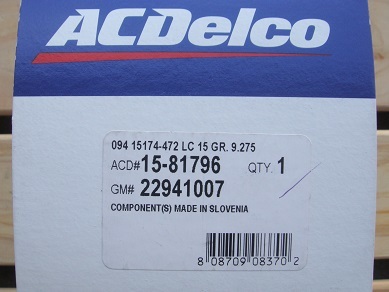 ACDelco
094 15174-472 LC 15 GR. 9.275
ACD# 15-81796 QTY. 1
GM# 22941007
COMPONENT(S) MADE IN SLOVENIA
8 08709 08370 2